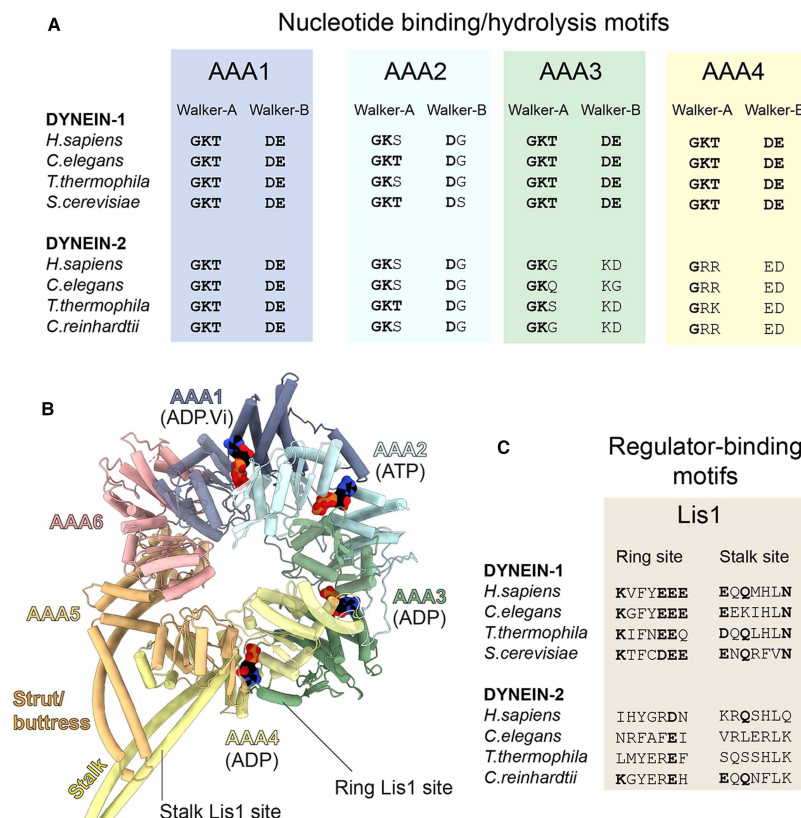 A
Nucleotide binding/hydrolysis motifs
AAA1 AAA2 AAA3 AAA4
Walker-A Walker-B Walker-A Walker-B Walker-A Walker-B Walker-A Walker-B
DYNEIN-1
H.sapiens GKT DE GKS DG GKT DE GKT DE
C.elegans GKT DE GKT DG GKT DE GKT DE
T.thermophila GKT DE GKS DG GKT DE GKT DE
S.cerevisiae GKT DE GKT DS GKT DE GKT DE
DYNEIN-2
H.sapiens GKT DE GKS DG GKG KD GRR ED
C.elegans GKT DE GKS DG GKQ KG GRR ED
T.thermophila GKT DE GKT DG GKS KD GRK ED
C.reinhardtii GKT DE GKS DG GKG KD GRR ED
B
AAA1
(ADP.Vi)
AAA2
(ATP)
AAA6
AAA3
(ADP)
AAA5
Strut/
buttress
AAA4
(ADP)
Stalk
Ring Lis1 site
Stalk Lis1 site
C
Regulator-binding
motifs
Lis1
Ring site Stalk site
DYNEIN-1
H.sapiens KVFYEEE EQQMHLN
C.elegans KGFYEEE EEKIHLN
T.thermophila KIFNEEQ DQQLHLN
S.cerevisiae KTFCDEE ENQRFVN
DYNEIN-2
H.sapiens IHYGRDN KRQSHLQ
C.elegans NRFAFEI VRLERLK
T.thermophila LMYEREF SQSSHLK
C.reinhardtii KGYEREH EQQNFLK